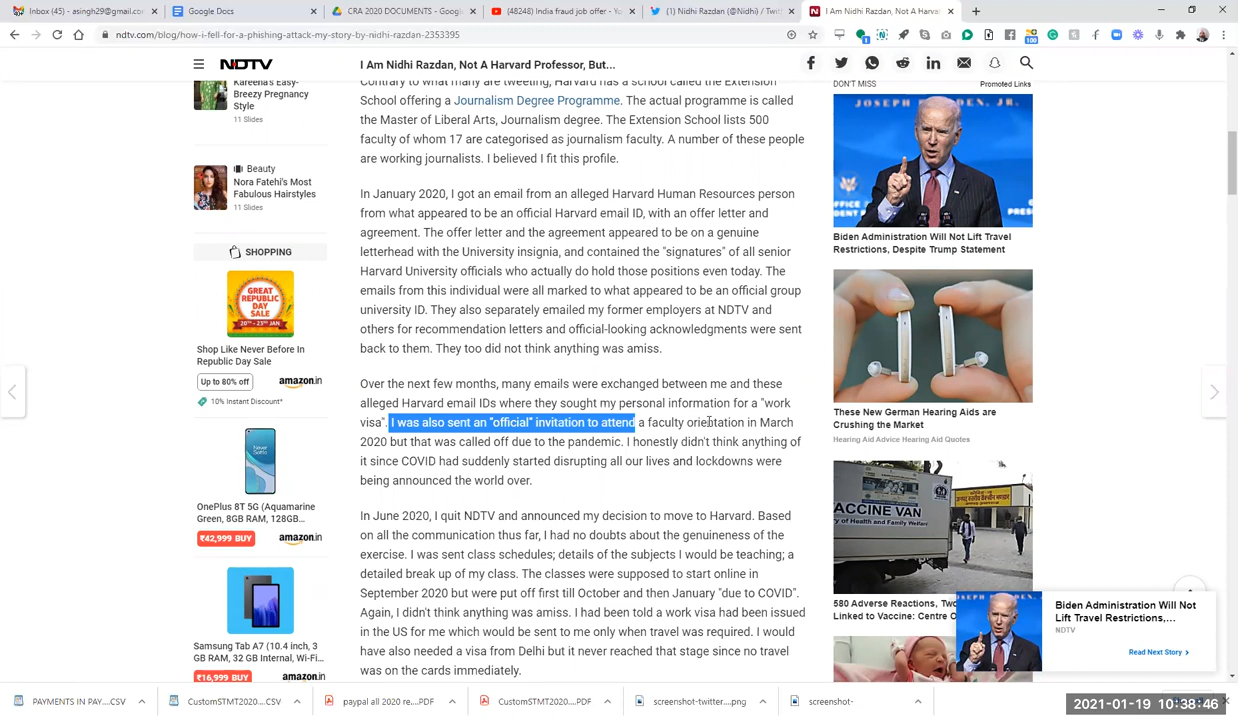 Inbox (45) - asingh29@gmail.com
Google Docs
CRA 2020 DOCUMENTS - Googl
(48248) India fraud job offer - Yo
(1) Nidhi Razdan (@Nidhi) / Twitt
I Am Nidhi Razdan, Not A Harvar
ndtv.com/blog/how-i-fell-for-a-phishing-attack-my-story-by-nidhi-razdan-2353395
NDTV
I Am Nidhi Razdan, Not A Harvard Professor, But...
Kareena's Easy-
Breezy Pregnancy
Style
11 Slides
Beauty
Nora Fatehi's Most
Fabulous Hairstyles
11 Slides
SHOPPING
GREAT
REPUBLIC
DAY
SALE
20TH - 23RD JAN
Shop Like Never Before In
Republic Day Sale
Up to 80% off
amazon.in
10% Instant Discount*
OnePlus 8T 5G (Aquamarine
Green, 8GB RAM, 128GB...
₹42,999 BUY
amazon.in
Samsung Tab A7 (10.4 inch, 3
GB RAM, 32 GB Internal, Wi-Fi...
₹16,999 BUY
amazon.in
Contrary to what many are tweeting, Harvard has a school called the Extension
School offering a Journalism Degree Programme. The actual programme is called
the Master of Liberal Arts, Journalism degree. The Extension School lists 500
faculty of whom 17 are categorised as journalism faculty. A number of these people
are working journalists. I believed I fit this profile.
In January 2020, I got an email from an alleged Harvard Human Resources person
from what appeared to be an official Harvard email ID, with an offer letter and
agreement. The offer letter and the agreement appeared to be on a genuine
letterhead with the University insignia, and contained the "signatures" of all senior
Harvard University officials who actually do hold those positions even today. The
emails from this individual were all marked to what appeared to be an official group
university ID. They also separately emailed my former employers at NDTV and
others for recommendation letters and official-looking acknowledgments were sent
back to them. They too did not think anything was amiss.
Over the next few months, many emails were exchanged between me and these
alleged Harvard email IDs where they sought my personal information for a "work
visa". I was also sent an "official" invitation to attend a faculty orientation in March
2020 but that was called off due to the pandemic. I honestly didn't think anything of
it since COVID had suddenly started disrupting all our lives and lockdowns were
being announced the world over.
In June 2020, I quit NDTV and announced my decision to move to Harvard. Based
on all the communication thus far, I had no doubts about the genuineness of the
exercise. I was sent class schedules; details of the subjects I would be teaching; a
detailed break up of my class. The classes were supposed to start online in
September 2020 but were put off first till October and then January "due to COVID".
Again, I didn't think anything was amiss. I had been told a work visa had been issued
in the US for me which would be sent to me only when travel was required. I would
have also needed a visa from Delhi but it never reached that stage since no travel
was on the cards immediately.
DON'T MISS
Promoted Links
Biden Administration Will Not Lift Travel
Restrictions, Despite Trump Statement
These New German Hearing Aids are
Crushing the Market
Hearing Aid Advice Hearing Aid Quotes
VACCINE VAN
580 Adverse Reactions, Two
Linked to Vaccine: Centre O
Biden Administration Will Not
Lift Travel Restrictions,...
NDTV
Read Next Story
PAYMENTS IN PAY....CSV
CustomSTMT2020....CSV
paypal all 2020 re....PDF
CustomSTMT2020....PDF
screenshot-twitter....png
screenshot-
2021-01-19 10:38:46